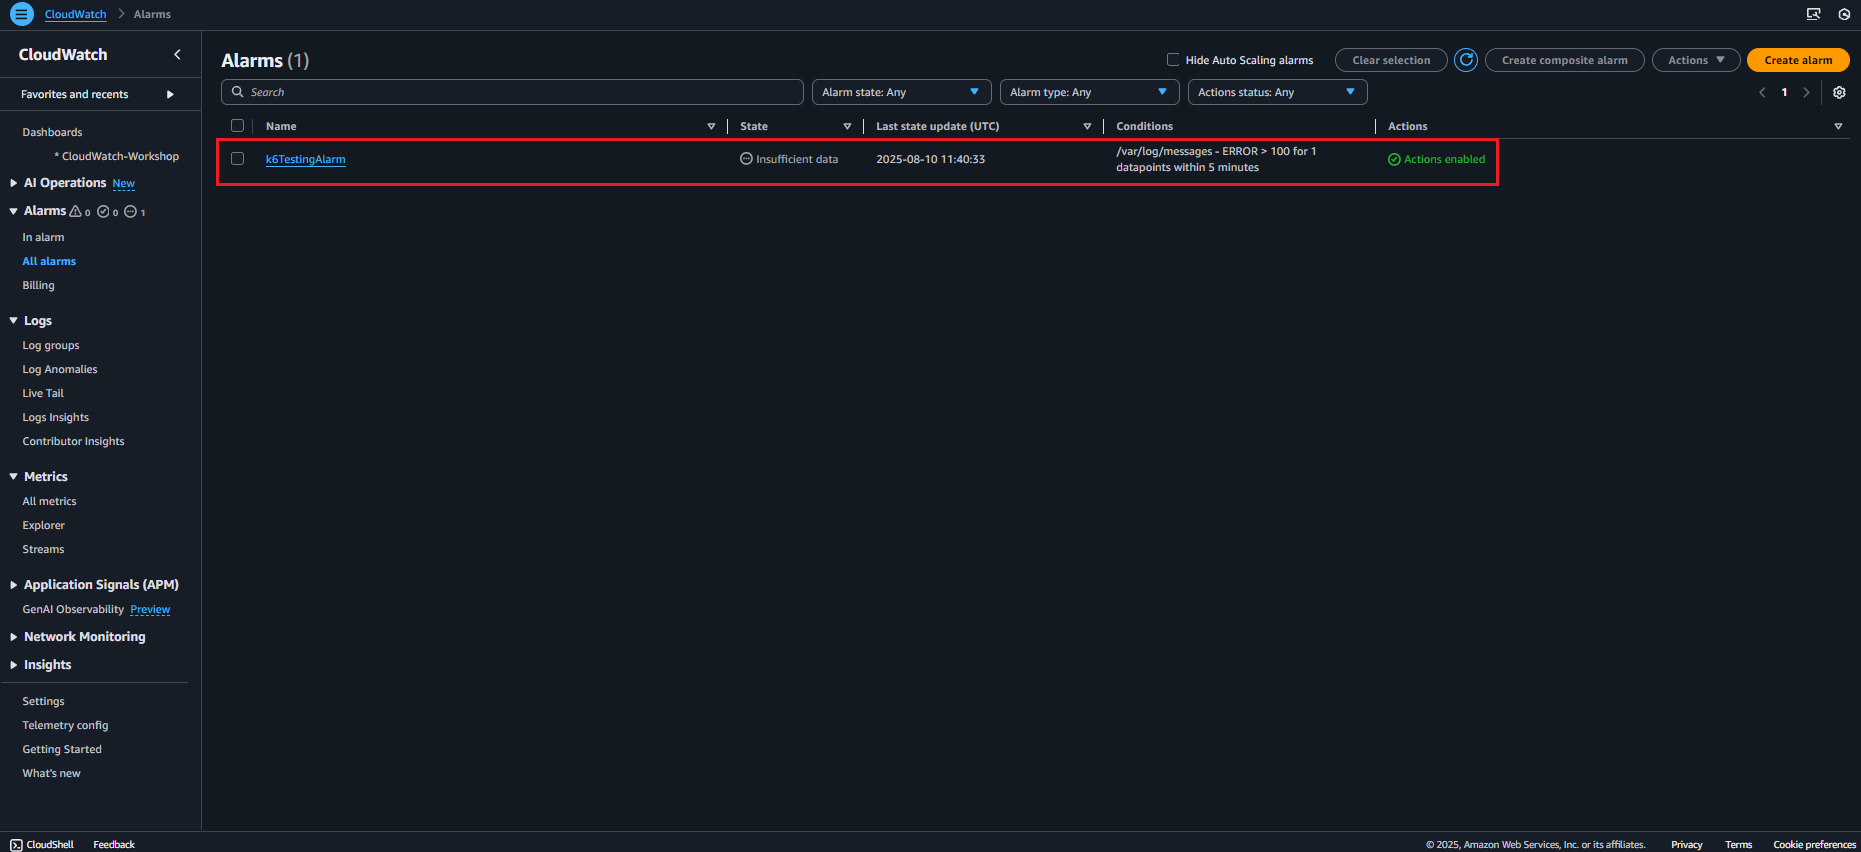 CloudWatch > Alarms
CloudWatch
Favorites and recents
Dashboards
* CloudWatch-Workshop
AI Operations New
Alarms 0 0 1
In alarm
All alarms
Billing
Logs
Log groups
Log Anomalies
Live Tail
Logs Insights
Contributor Insights
Metrics
All metrics
Explorer
Streams
Application Signals (APM)
GenAI Observability Preview
Network Monitoring
Insights
Settings
Telemetry config
Getting Started
What's new
Alarms (1)
Hide Auto Scaling alarms
Clear selection
Create composite alarm
Actions
Create alarm
Search
Alarm state: Any
Alarm type: Any
Actions status: Any
1
Name State Last state update (UTC) Conditions Actions
k6TestingAlarm Insufficient data 2025-08-10 11:40:33
/var/log/messages - ERROR > 100 for 1
datapoints within 5 minutes
Actions enabled
CloudShell Feedback
© 2025, Amazon Web Services, Inc. or its affiliates. Privacy Terms Cookie preferences